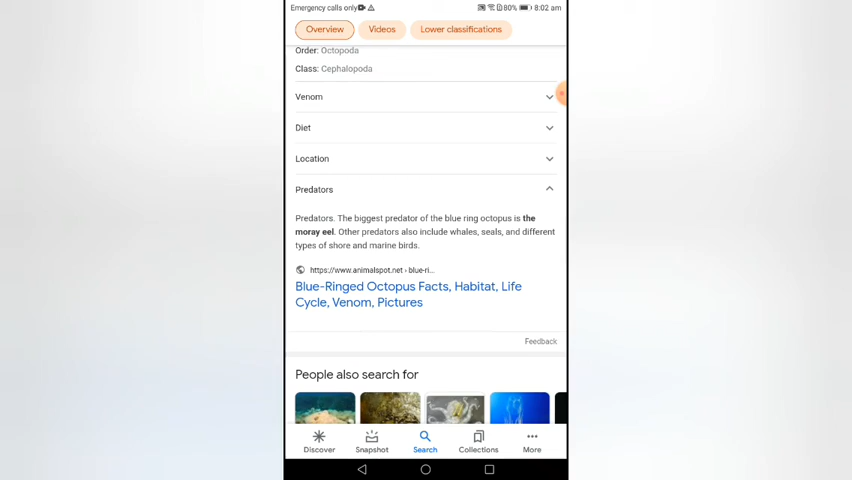 Emergency calls only
80% 8:02 am
Overview Videos Lower classifications
Order: Octopoda
Class: Cephalopoda
Venom
Diet
Location
Predators
Predators. The biggest predator of the blue ring octopus is the
moray eel. Other predators also include whales, seals, and different
types of shore and marine birds.
https://www.animalspot.net › blue-ri...
Blue-Ringed Octopus Facts, Habitat, Life
Cycle, Venom, Pictures
Feedback
People also search for
Discover Snapshot Search Collections More